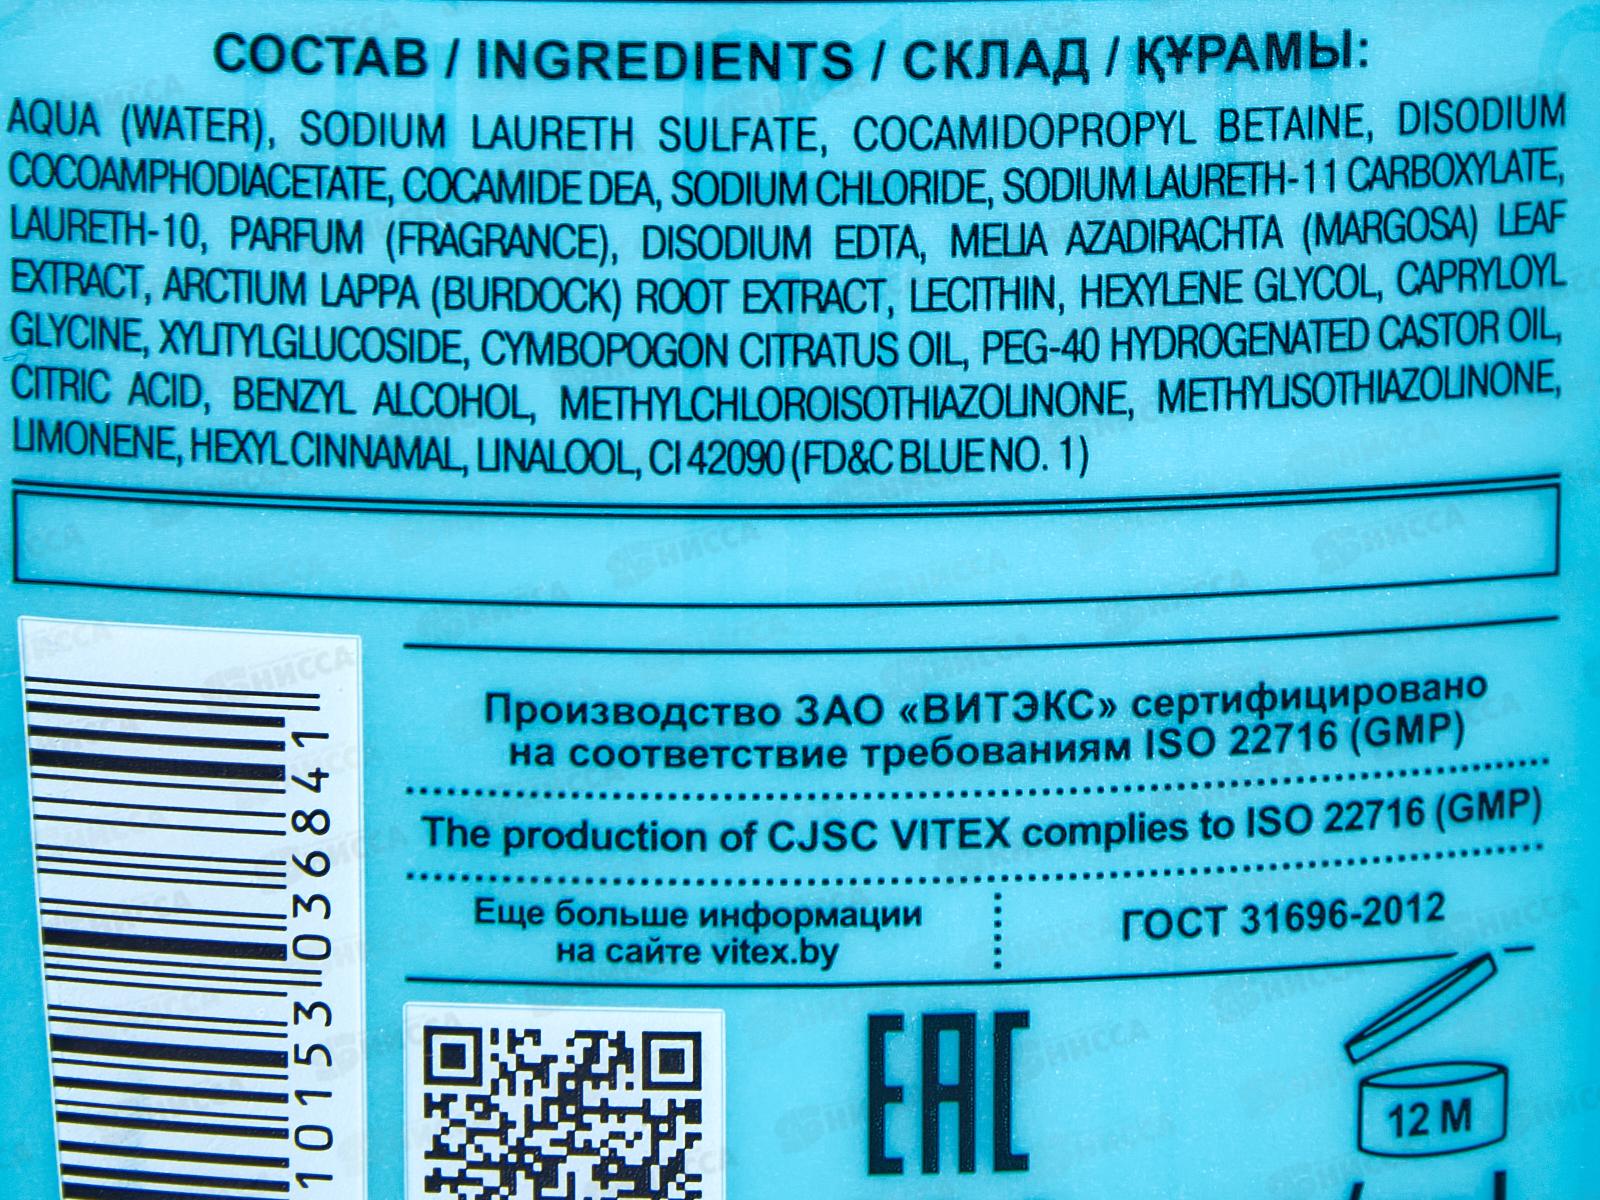 СОСТАВ / INGREDIENTS / СКЛАД / ҚҰРАМЫ:
AQUA (WATER), SODIUM LAURETH SULFATE, COCAMIDOPROPYL BETAINE, DISODIUM
COCOAMPHODIACETATE, COCAMIDE DEA, SODIUM CHLORIDE, SODIUM LAURETH-11 CARBOXYLATE,
LAURETH-10, PARFUM (FRAGRANCE), DISODIUM EDTA, MELIA AZADIRACHTA (MARGOSA) LEAF
EXTRACT, ARCTIUM LAPPA (BURDOCK) ROOT EXTRACT, LECITHIN, HEXYLENE GLYCOL, CAPRYLOYL
GLYCINE, XYLITYLGLUCOSIDE, CYMBOPOGON CITRATUS OIL, PEG-40 HYDROGENATED CASTOR OIL,
CITRIC ACID, BENZYL ALCOHOL, METHYLCHLOROISOTHIAZOLINONE, METHYLISOTHIAZOLINONE,
LIMONENE, HEXYL CINNAMAL, LINALOOL, CI 42090 (FD&C BLUE NO. 1)
Производство ЗАО «ВИТЭКС» сертифицировано
на соответствие требованиям ISO 22716 (GMP)
The production of CJSC VITEX complies to ISO 22716 (GMP)
Еще больше информации
на сайте vitex.by
ГОСТ 31696-2012
EAC
12 M
10153 036841
НИССА